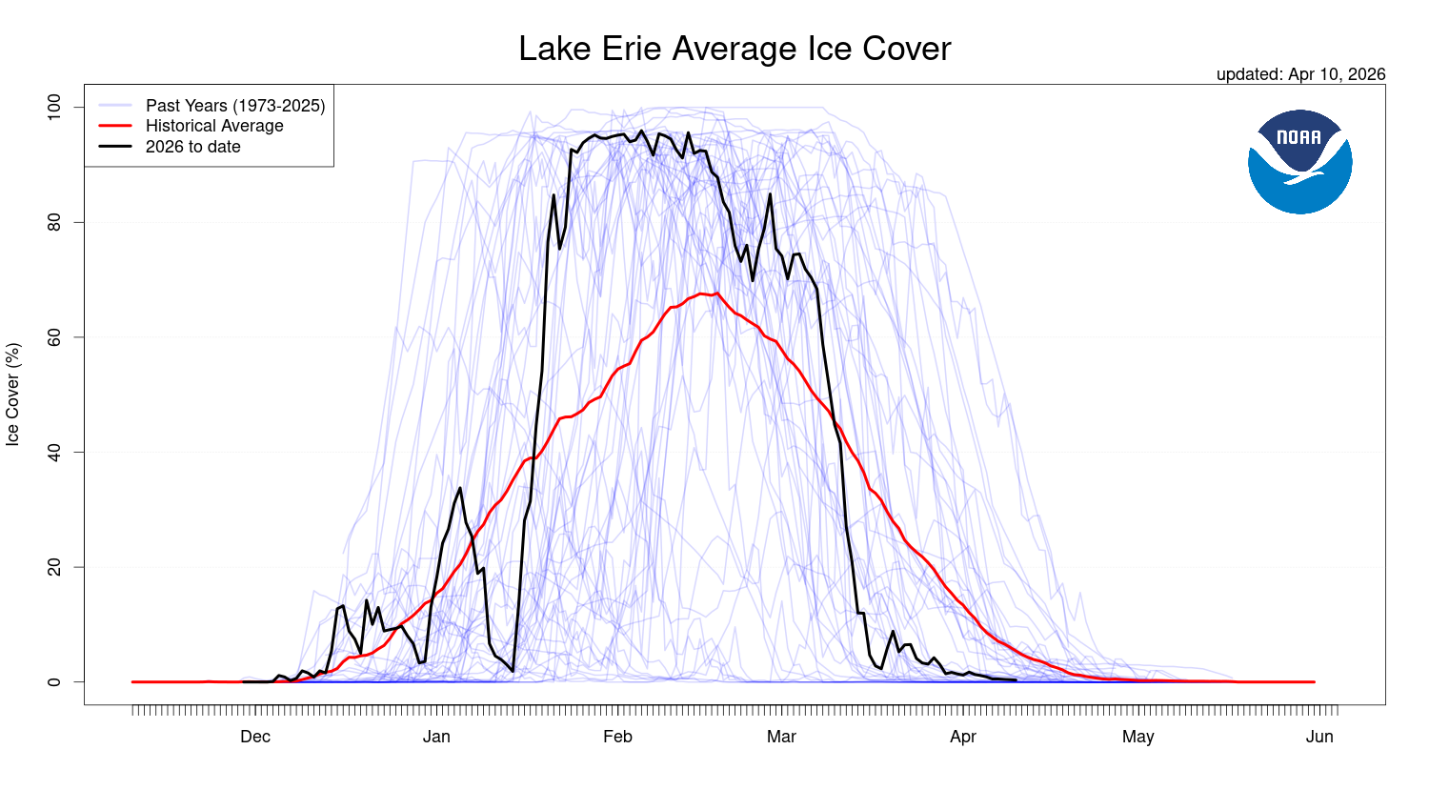 Lake Erie Average Ice Cover
updated: Apr 10, 2026
Past Years (1973-2025)
Historical Average
2026 to date
NOAA
Ice Cover (%)
100
80
60
40
20
0
Dec Jan Feb Mar Apr May Jun